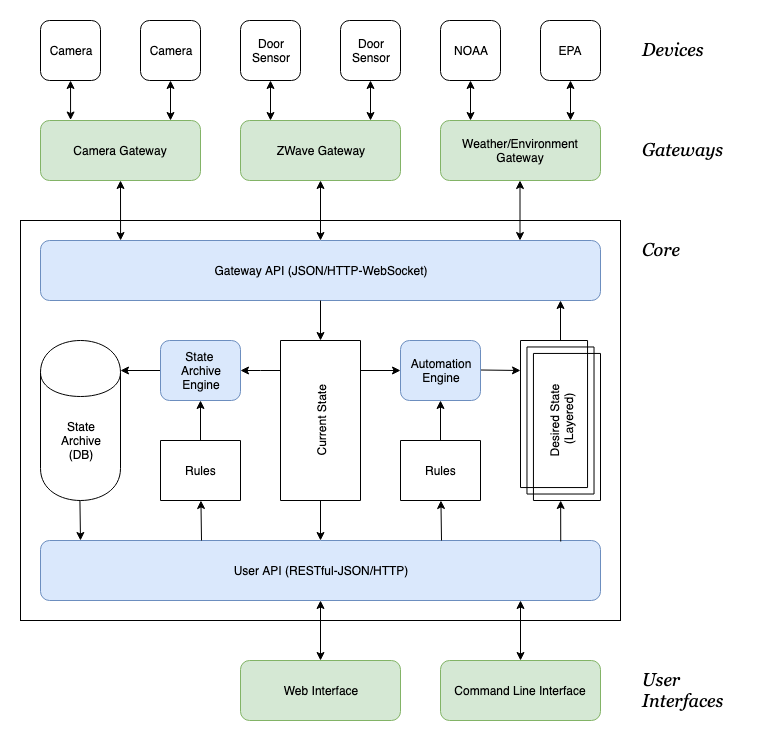 Camera
Camera
Door
Sensor
Door
Sensor
NOAA
EPA
Devices
Camera Gateway
ZWave Gateway
Weather/Environment
Gateway
Gateways
Core
Gateway API (JSON/HTTP-WebSocket)
State
Archive
(DB)
State
Archive
Engine
Rules
Current State
Automation
Engine
Rules
Desired State
(Layered)
User API (RESTful-JSON/HTTP)
Web Interface
Command Line Interface
User
Interfaces